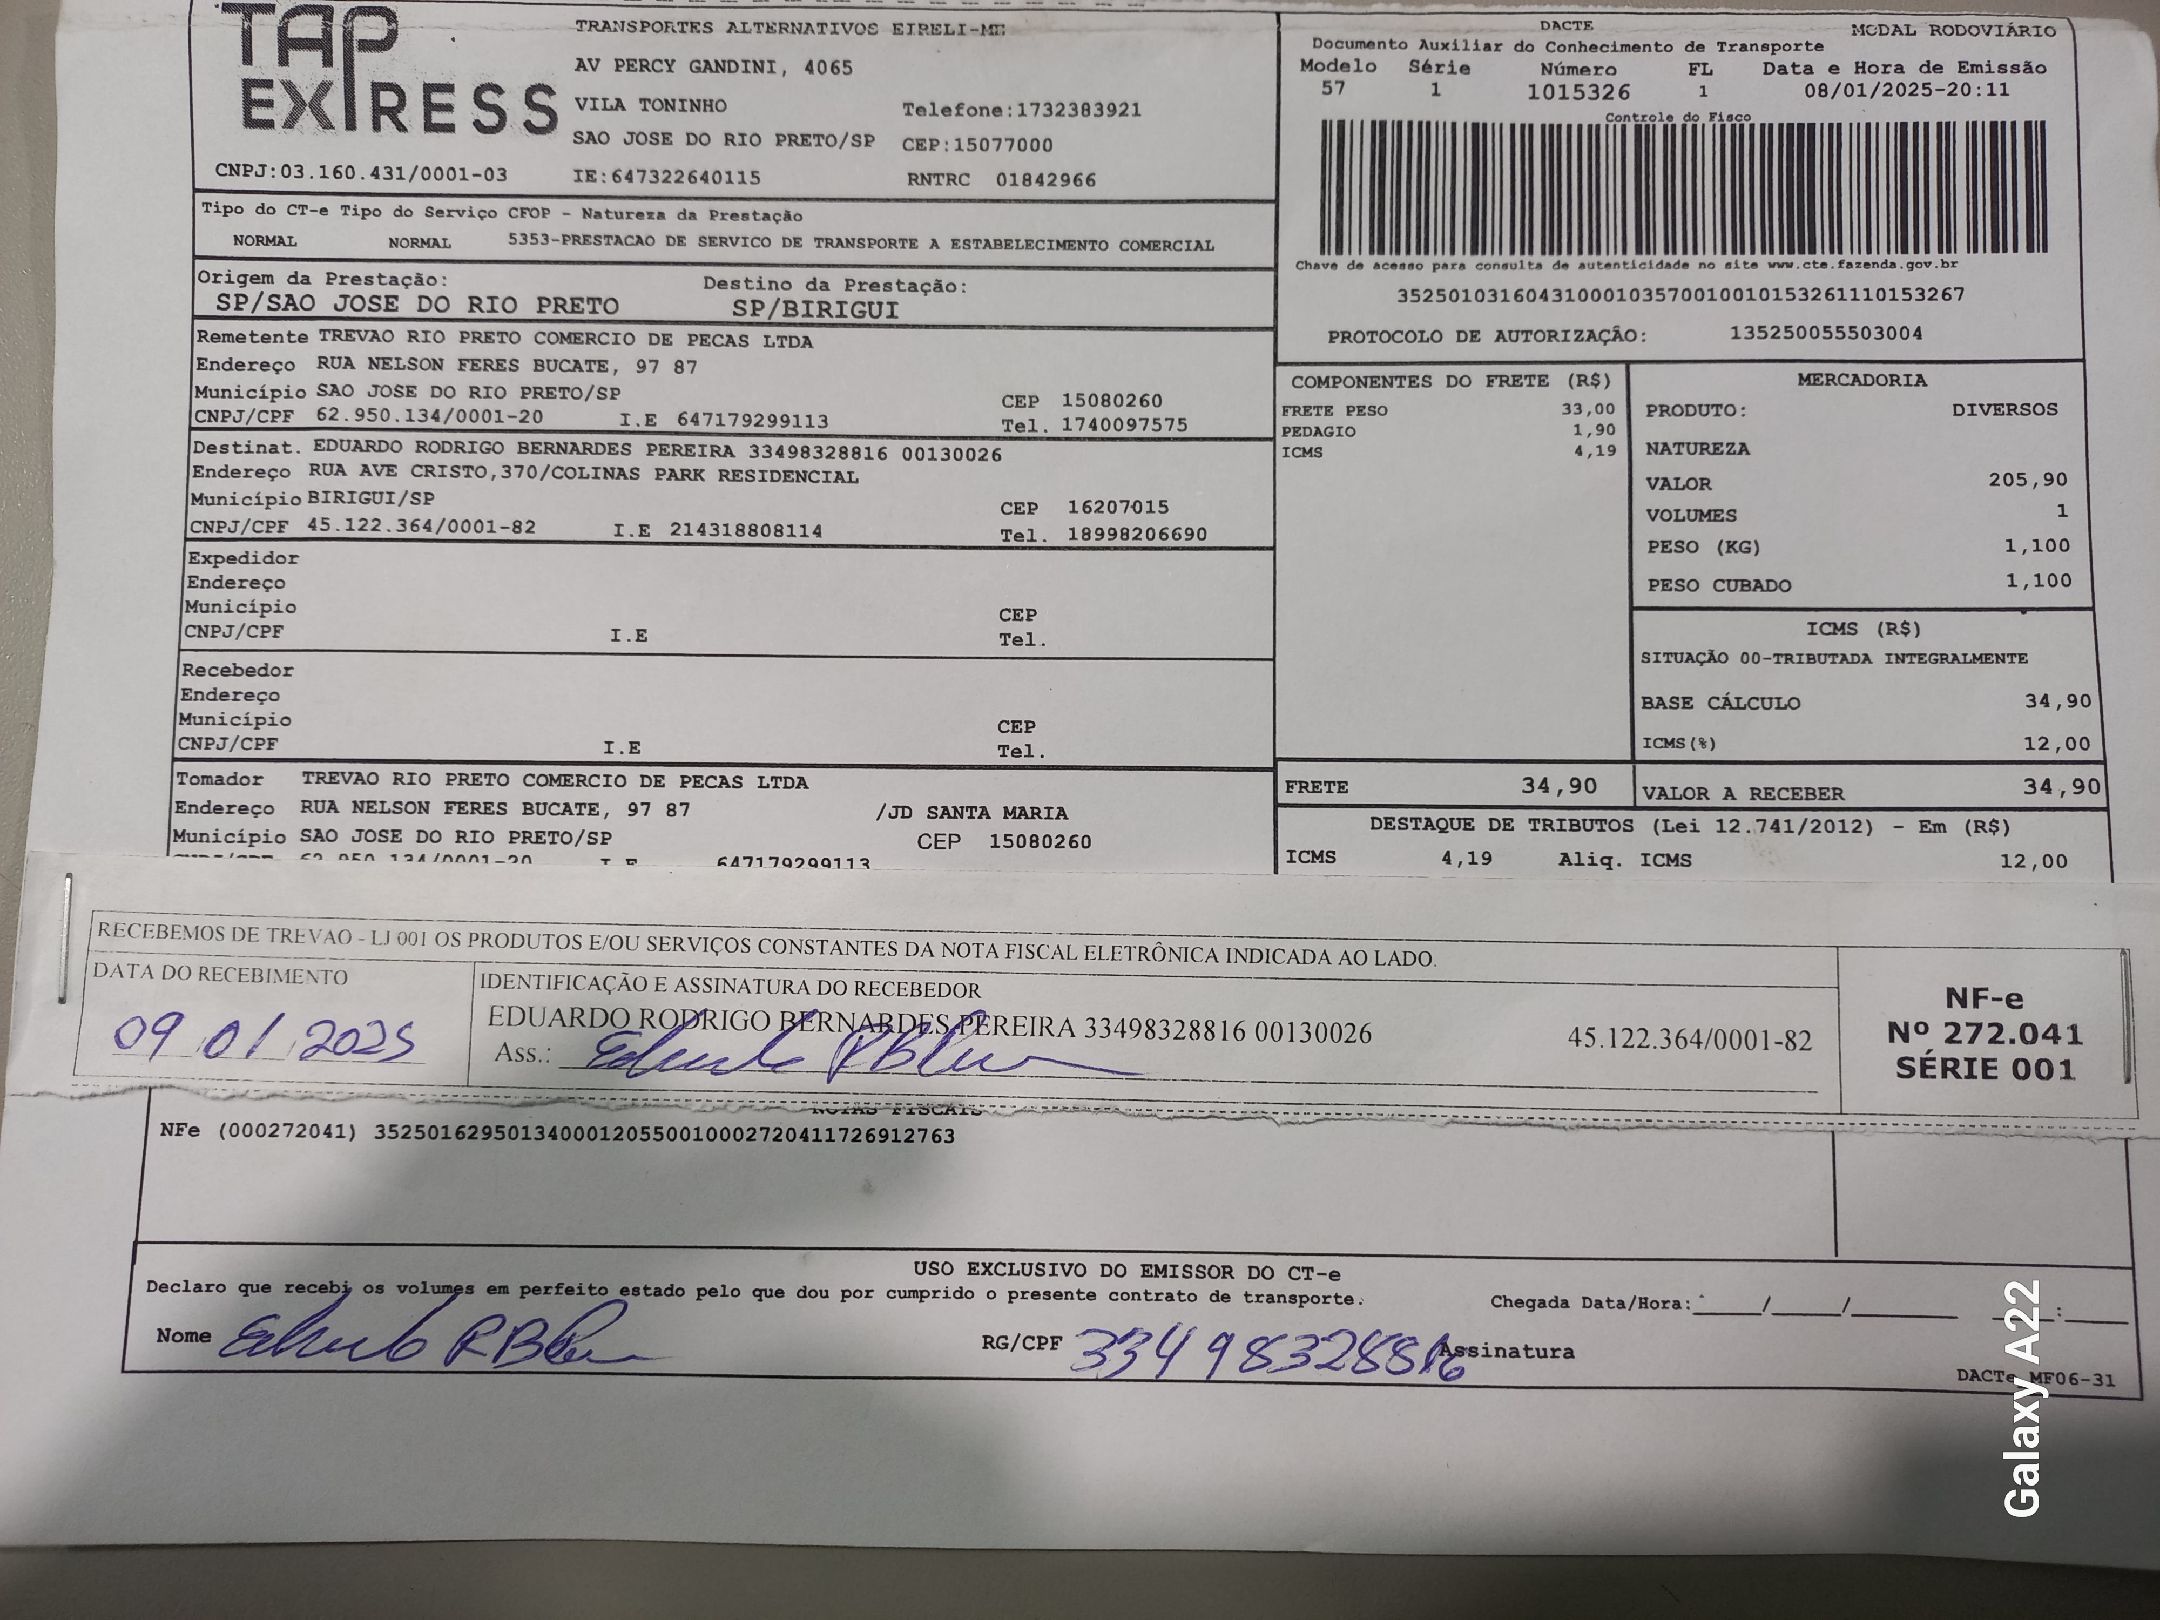 TAP EXPRESS
TRANSPORTES ALTERNATIVOS EIRELI-ME
AV PERCY GANDINI, 4065
VILA TONINHO Telefone:1732383921
SAO JOSE DO RIO PRETO/SP CEP:15077000
CNPJ:03.160.431/0001-03 IE:647322640115 RNTRC 01842966
DACTE MODAL RODOVIÁRIO
Documento Auxiliar do Conhecimento de Transporte
Modelo Série Número FL Data e Hora de Emissão
57 1 1015326 1 08/01/2025-20:11
Controle do Fisco
Chave de acesso para consulta de autenticidade no site www.cte.fazenda.gov.br
35250103160431000103570010010153261110153267
PROTOCOLO DE AUTORIZAÇÃO: 135250055503004
Tipo do CT-e Tipo do Serviço CFOP - Natureza da Prestação
NORMAL NORMAL 5353-PRESTACAO DE SERVICO DE TRANSPORTE A ESTABELECIMENTO COMERCIAL
Origem da Prestação: Destino da Prestação:
SP/SAO JOSE DO RIO PRETO SP/BIRIGUI
Remetente TREVAO RIO PRETO COMERCIO DE PECAS LTDA
Endereço RUA NELSON FERES BUCATE, 97 87
Município SAO JOSE DO RIO PRETO/SP CEP 15080260
CNPJ/CPF 62.950.134/0001-20 I.E 647179299113 Tel. 1740097575
Destinat. EDUARDO RODRIGO BERNARDES PEREIRA 33498328816 00130026
Endereço RUA AVE CRISTO,370/COLINAS PARK RESIDENCIAL
Município BIRIGUI/SP CEP 16207015
CNPJ/CPF 45.122.364/0001-82 I.E 214318808114 Tel. 18998206690
Expedidor
Endereço
Município CEP
CNPJ/CPF I.E Tel.
Recebedor
Endereço
Município CEP
CNPJ/CPF I.E Tel.
Tomador TREVAO RIO PRETO COMERCIO DE PECAS LTDA
Endereço RUA NELSON FERES BUCATE, 97 87 /JD SANTA MARIA
Município SAO JOSE DO RIO PRETO/SP CEP 15080260
CNPJ/CPF 62.950.134/0001-20 I.E 647179299113
COMPONENTES DO FRETE (R$)
FRETE PESO 33,00
PEDAGIO 1,90
ICMS 4,19
MERCADORIA
PRODUTO: DIVERSOS
NATUREZA
VALOR 205,90
VOLUMES 1
PESO (KG) 1,100
PESO CUBADO 1,100
ICMS (R$)
SITUAÇÃO 00-TRIBUTADA INTEGRALMENTE
BASE CÁLCULO 34,90
ICMS(%) 12,00
FRETE 34,90 VALOR A RECEBER 34,90
DESTAQUE DE TRIBUTOS (Lei 12.741/2012) - Em (R$)
ICMS 4,19 Aliq. ICMS 12,00
RECEBEMOS DE TREVAO - LJ 001 OS PRODUTOS E/OU SERVIÇOS CONSTANTES DA NOTA FISCAL ELETRÔNICA INDICADA AO LADO.
DATA DO RECEBIMENTO IDENTIFICAÇÃO E ASSINATURA DO RECEBEDOR
EDUARDO RODRIGO BERNARDES PEREIRA 33498328816 00130026 45.122.364/0001-82
09 01 2025 Ass.:
NF-e
Nº 272.041
SÉRIE 001
NOTAS FISCAIS
NFe (000272041) 35250162950134000120550010002720411726912763
USO EXCLUSIVO DO EMISSOR DO CT-e
Declaro que recebi os volumes em perfeito estado pelo que dou por cumprido o presente contrato de transporte. Chegada Data/Hora: / / :
Nome RG/CPF 33498328816 Assinatura
DACTe MF06-31
Galaxy A22